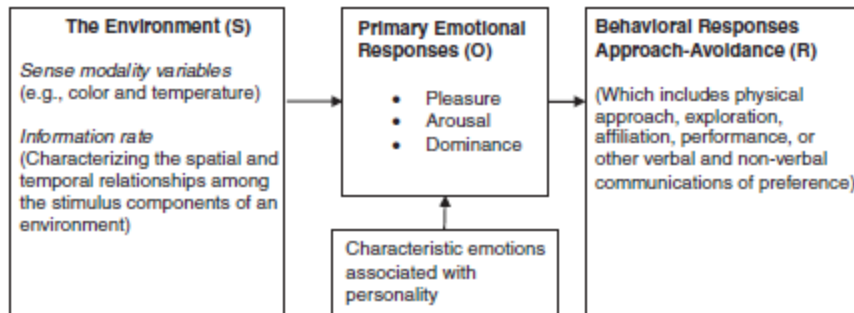 The Environment (S)
Sense modality variables
(e.g., color and temperature)
Information rate
(Characterizing the spatial and
temporal relationships among
the stimulus components of an
environment)
Primary Emotional
Responses (O)
• Pleasure
• Arousal
• Dominance
Characteristic emotions
associated with
personality
Behavioral Responses
Approach-Avoidance (R)
(Which includes physical
approach, exploration,
affiliation, performance, or
other verbal and non-verbal
communications of preference)